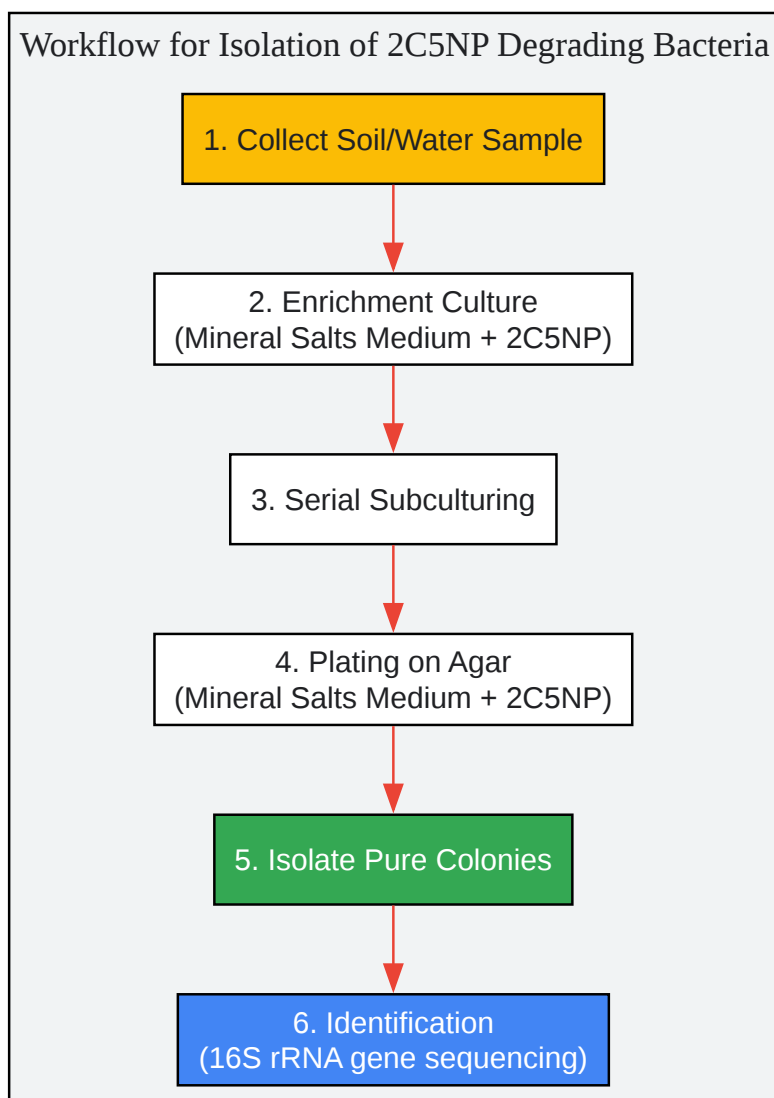 Workflow for Isolation of 2C5NP Degrading Bacteria
1. Collect Soil/Water Sample
2. Enrichment Culture
(Mineral Salts Medium + 2C5NP)
3. Serial Subculturing
4. Plating on Agar
(Mineral Salts Medium + 2C5NP)
5. Isolate Pure Colonies
6. Identification
(16S rRNA gene sequencing)